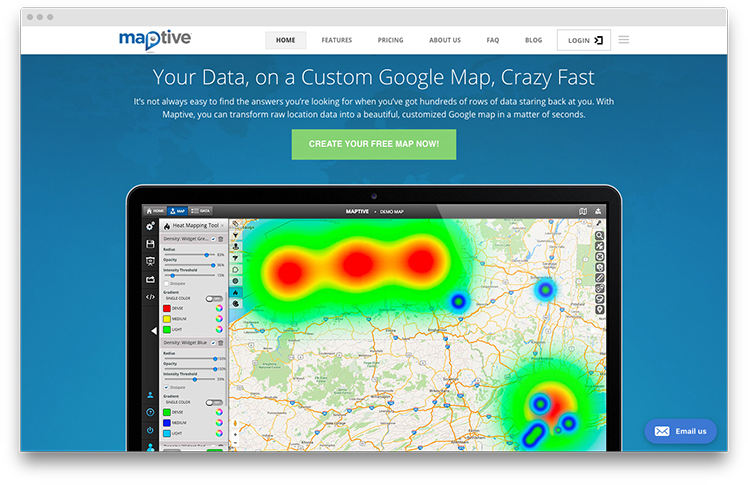 maptive
HOME FEATURES PRICING ABOUT US FAQ BLOG LOGIN
Your Data, on a Custom Google Map, Crazy Fast
It's not always easy to find the answers you're looking for when you've got hundreds of rows of data staring back at you. With
Maptive, you can transform raw location data into a beautiful, customized Google map in a matter of seconds.
CREATE YOUR FREE MAP NOW!
HOME MAP DATA MAPTIVE • DEMO MAP
Heat Mapping Tool
Density: Widget Gre...
Radius
Opacity
Intensity Threshold
Dissipate
Gradient
SINGLE COLOR
DENSE
MEDIUM
LIGHT
Density: Widget Blue
Radius
Opacity
Intensity Threshold
Dissipate
Gradient
SINGLE COLOR
DENSE
MEDIUM
LIGHT
Email us